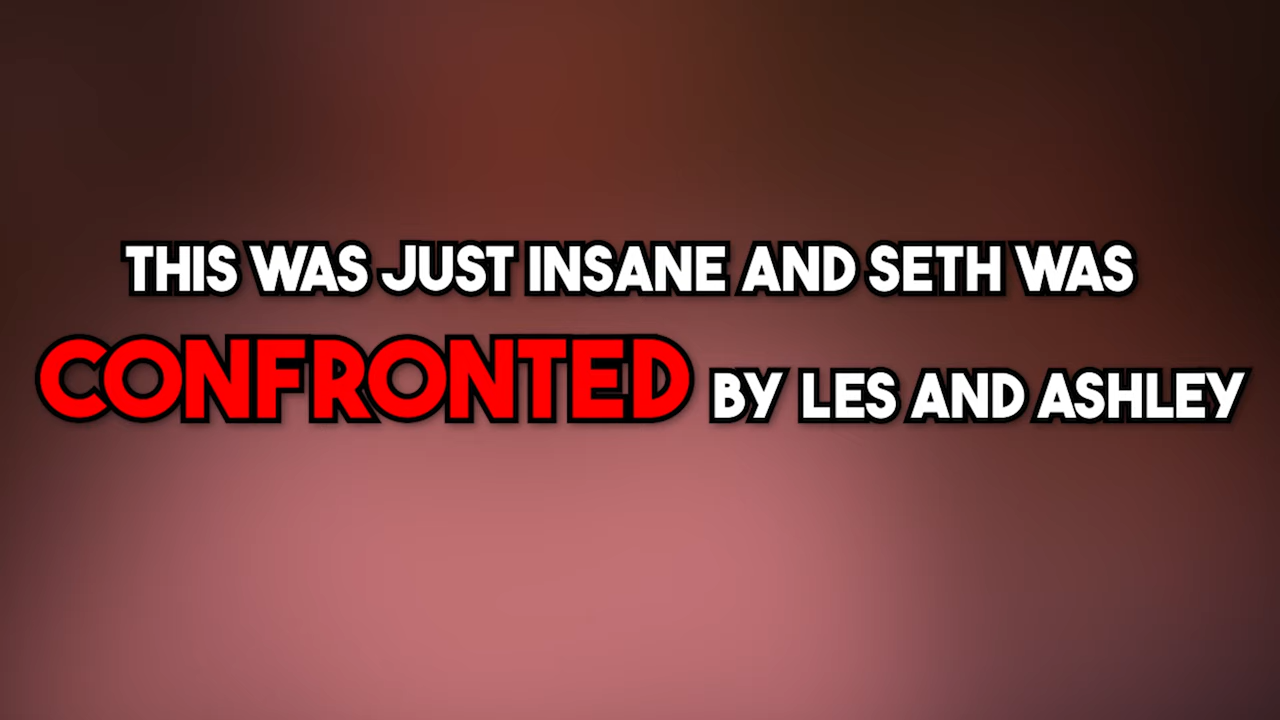 THIS WAS JUST INSANE AND SETH WAS
CONFRONTED BY LES AND ASHLEY